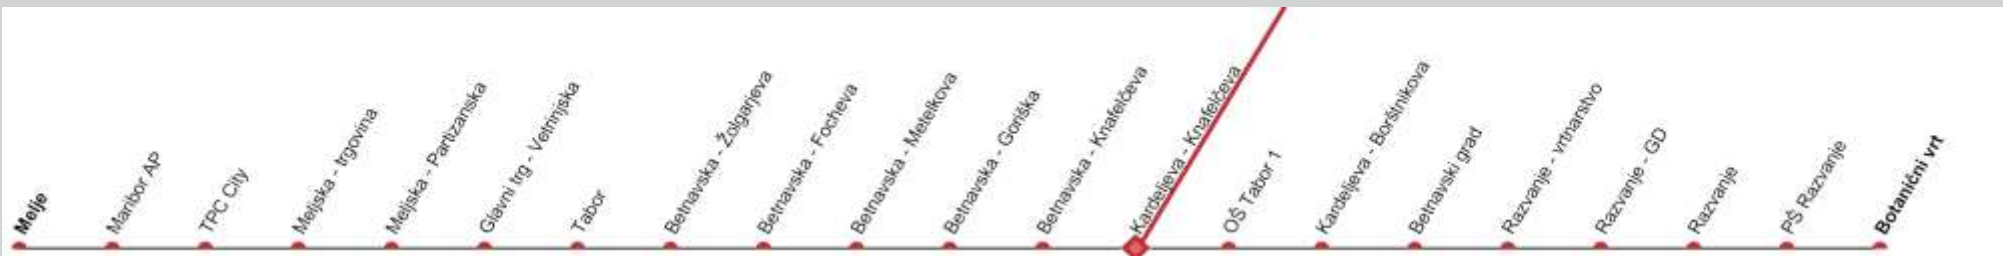 Melje
Maribor AP
TPC City
Meljska - trgovina
Meljska - Partizanska
Glavni trg - Vetrinjska
Tabor
Betnavska - Žolgarjeva
Betnavska - Focheva
Betnavska - Metelkova
Betnavska - Goriška
Betnavska - Knafelčeva
Kardeljeva - Knafelčeva
OŠ Tabor 1
Kardeljeva - Borštnikova
Betnavski grad
Razvanje - vrtnarstvo
Razvanje - GD
Razvanje
PŠ Razvanje
Botanični vrt